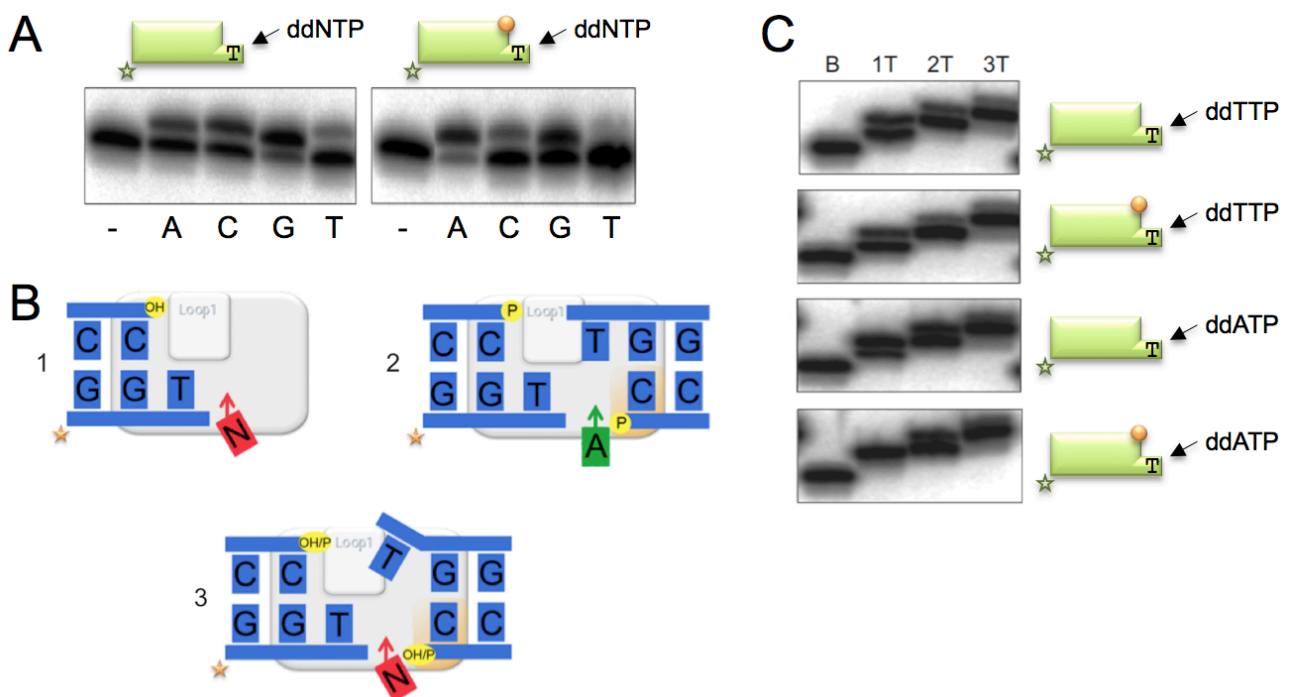 A
T
ddNTP
T
ddNTP
- A C G T
- A C G T
B
1
OH
Loop1
C C
G G T
N
2
P
Loop1
C C T G G
G G T C C
P
A
3
OH/P
Loop1
T
C C G G
G G T C C
OH/P
N
C
B 1T 2T 3T
T
ddTTP
T
ddTTP
T
ddATP
T
ddATP